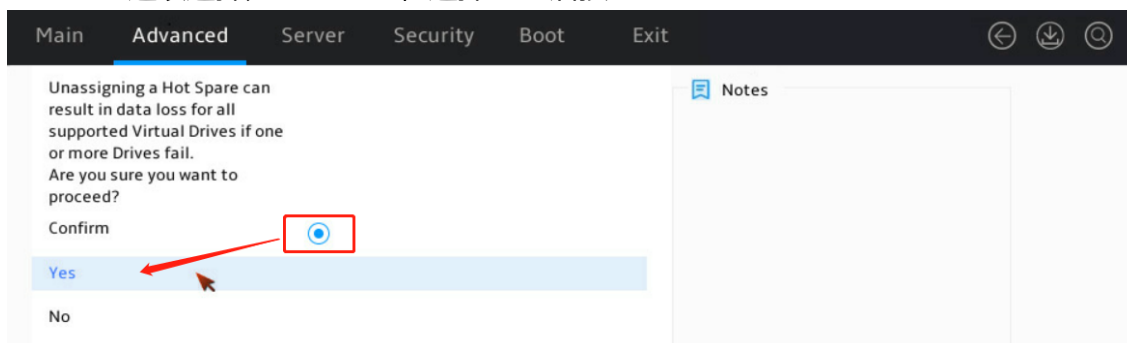 Main Advanced Server Security Boot Exit
Unassigning a Hot Spare can
result in data loss for all
supported Virtual Drives if one
or more Drives fail.
Are you sure you want to
proceed?
Confirm
Yes
No
Notes